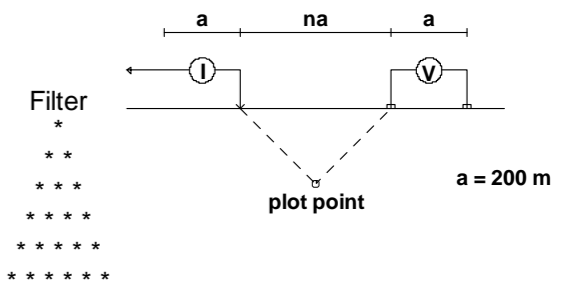 a na a
I V
Filter
*
* *
* * *
* * * *
* * * * *
* * * * * *
plot point
a = 200 m